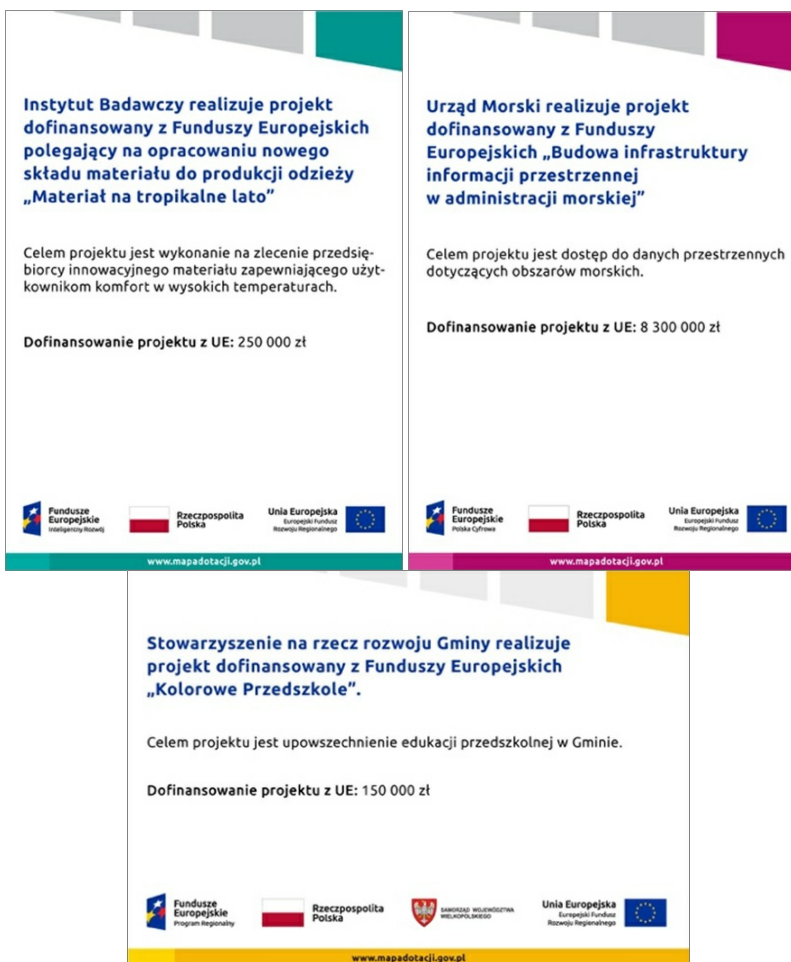 Instytut Badawczy realizuje projekt
dofinansowany z Funduszy Europejskich
polegający na opracowaniu nowego
składu materiału do produkcji odzieży
„Materiał na tropikalne lato”
Celem projektu jest wykonanie na zlecenie przedsię-
biorcy innowacyjnego materiału zapewniającego użyt-
kownikom komfort w wysokich temperaturach.
Dofinansowanie projektu z UE: 250 000 zł
Fundusze
Europejskie
Inteligentny Rozwój
Rzeczpospolita
Polska
Unia Europejska
Europejski Fundusz
Rozwoju Regionalnego
www.mapadotacji.gov.pl
Urząd Morski realizuje projekt
dofinansowany z Funduszy
Europejskich „Budowa infrastruktury
informacji przestrzennej
w administracji morskiej”
Celem projektu jest dostęp do danych przestrzennych
dotyczących obszarów morskich.
Dofinansowanie projektu z UE: 8 300 000 zł
Fundusze
Europejskie
Polska Cyfrowa
Rzeczpospolita
Polska
Unia Europejska
Europejski Fundusz
Rozwoju Regionalnego
www.mapadotacji.gov.pl
Stowarzyszenie na rzecz rozwoju Gminy realizuje
projekt dofinansowany z Funduszy Europejskich
„Kolorowe Przedszkole”.
Celem projektu jest upowszechnienie edukacji przedszkolnej w Gminie.
Dofinansowanie projektu z UE: 150 000 zł
Fundusze
Europejskie
Program Regionalny
Rzeczpospolita
Polska
SAMORZĄD WOJEWÓDZTWA
WIELKOPOLSKIEGO
Unia Europejska
Europejski Fundusz
Rozwoju Regionalnego
www.mapadotacji.gov.pl